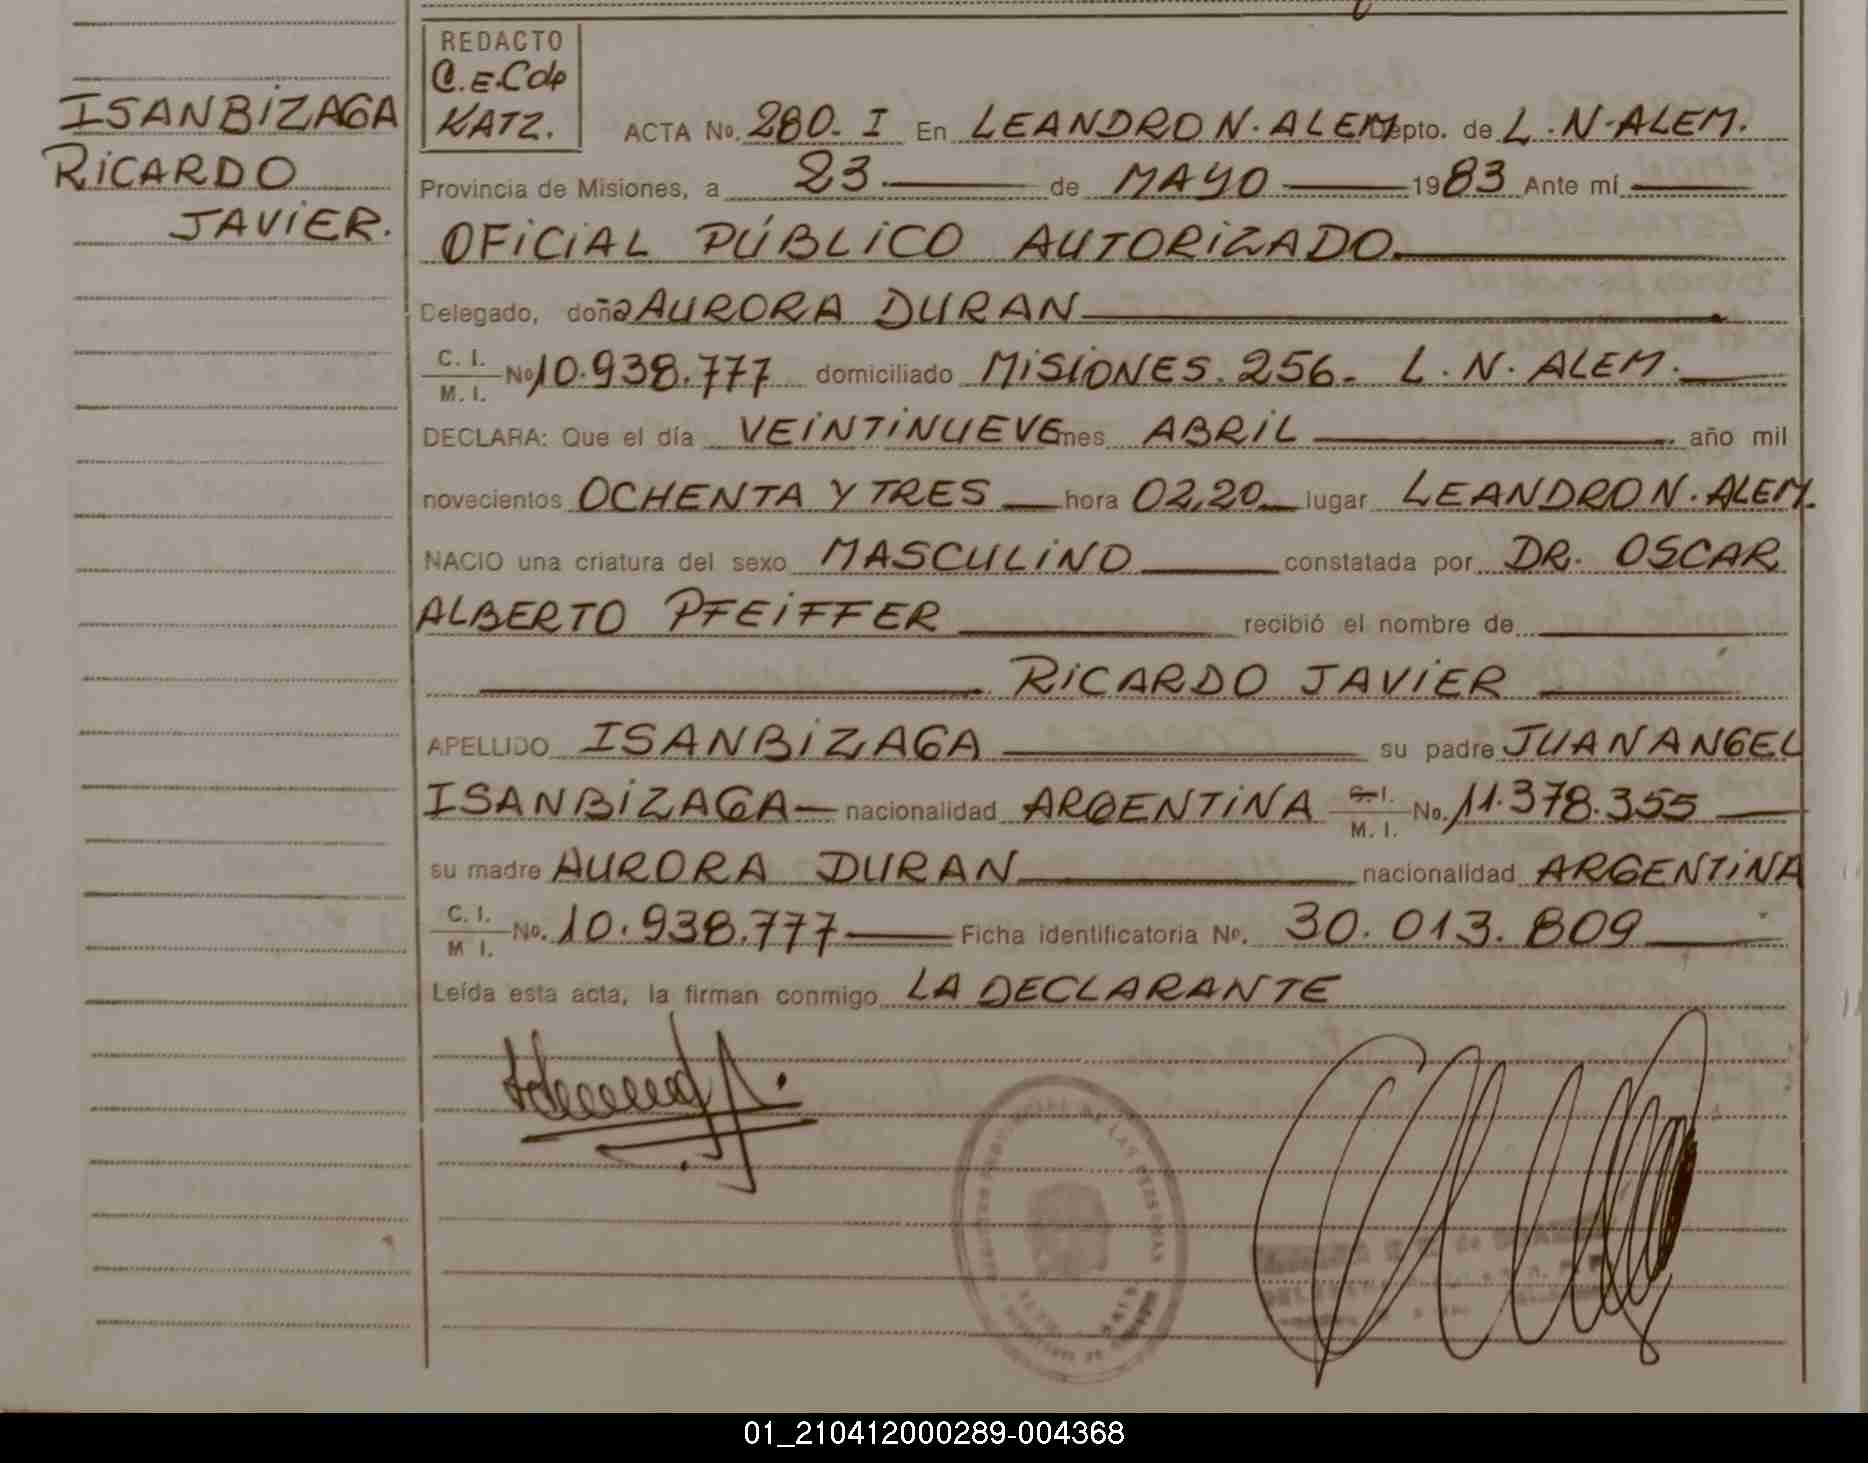 ISANBIZAGA
RICARDO
JAVIER.
REDACTO
C.E.Cdp
KATZ.
ACTA No. 280. I En LEANDRO N. ALEM Depto. de L. N. ALEM.
Provincia de Misiones, a 23 de MAYO 1983 Ante mí
OFICIAL PÚBLICO AUTORIZADO.
Delegado, doña AURORA DURAN
C. I.
M. I. No 10.938.777 domiciliado MISIONES. 256. L. N. ALEM.
DECLARA: Que el día VEINTINUEVE mes ABRIL año mil
novecientos OCHENTA Y TRES hora 02,20 lugar LEANDRO N. ALEM.
NACIO una criatura del sexo MASCULINO constatada por DR. OSCAR
ALBERTO PFEIFFER recibió el nombre de
RICARDO JAVIER
APELLIDO ISANBIZAGA su padre JUAN ANGEL
ISANBIZAGA nacionalidad ARGENTINA C. I.
M. I. No. 11.378.355
su madre AURORA DURAN nacionalidad ARGENTINA
C. I.
M I. No. 10.938.777 Ficha identificatoria No. 30.013.809
Leída esta acta, la firman conmigo LA DECLARANTE
DE LAS PERSONAS
01_210412000289-004368